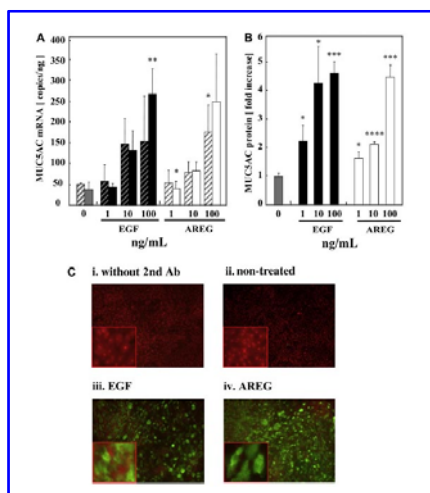 A
MUC5AC mRNA [ copies/ng ]
400
350
300
250
200
150
100
50
0
**
*
*
0 1 10 100 1 10 100
EGF AREG
ng/mL
B
MUC5AC protein [ fold increase]
6
5
4
3
2
1
0
*
*
***
*
****
***
0 1 10 100 1 10 100
EGF AREG
ng/mL
C
i. without 2nd Ab
ii. non-treated
iii. EGF
iv. AREG